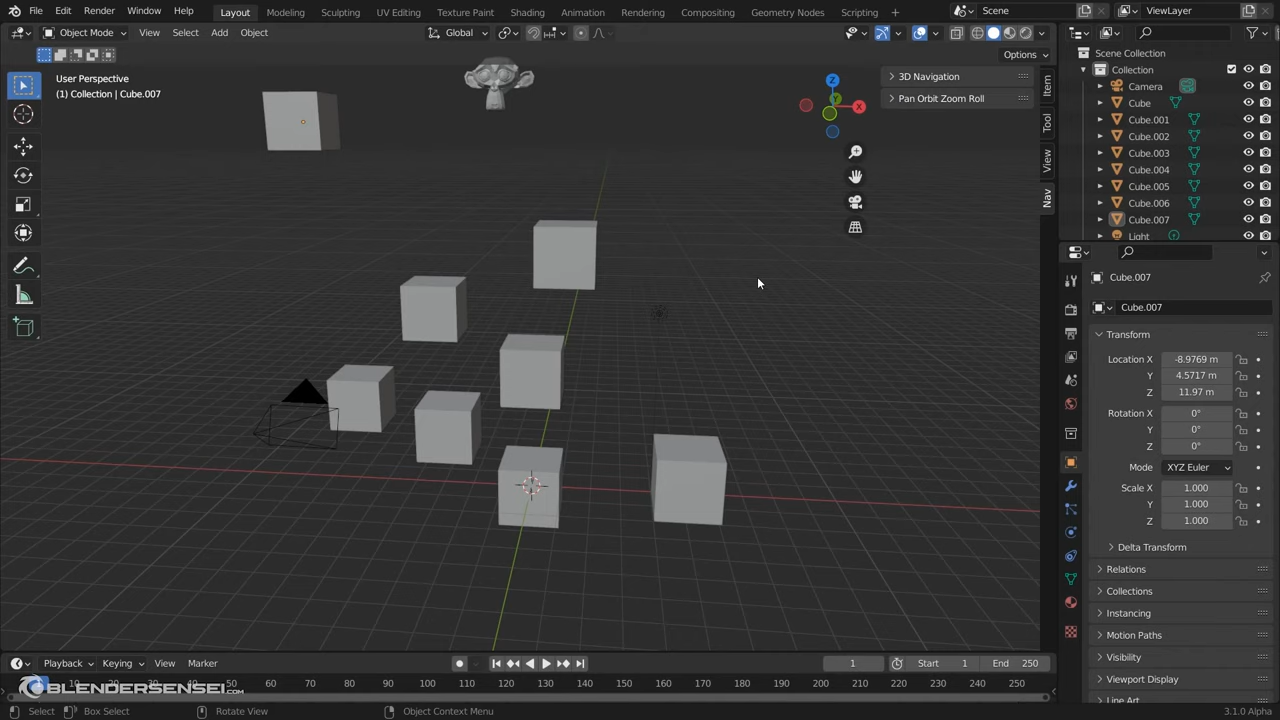 File Edit Render Window Help Layout Modeling Sculpting UV Editing Texture Paint Shading Animation Rendering Compositing Geometry Nodes Scripting + Scene ViewLayer
Object Mode View Select Add Object Global
Options
User Perspective
(1) Collection | Cube.007
3D Navigation
Pan Orbit Zoom Roll
Z
Y
X
Item
Tool
View
Nav
Scene Collection
Collection
Camera
Cube
Cube.001
Cube.002
Cube.003
Cube.004
Cube.005
Cube.006
Cube.007
Light
Cube.007
Cube.007
Transform
Location X -8.9769 m
Y 4.5717 m
Z 11.97 m
Rotation X 0°
Y 0°
Z 0°
Mode XYZ Euler
Scale X 1.000
Y 1.000
Z 1.000
Delta Transform
Relations
Collections
Instancing
Motion Paths
Visibility
Viewport Display
Line Art
Playback Keying View Marker 1 Start 1 End 250
10 20 30 40 50 60 70 80 90 100 110 120 130 140 150 160 170 180 190 200 210 220 230 240 250
BLENDERSENSEI.COM
Select Box Select Rotate View Object Context Menu 3.1.0 Alpha